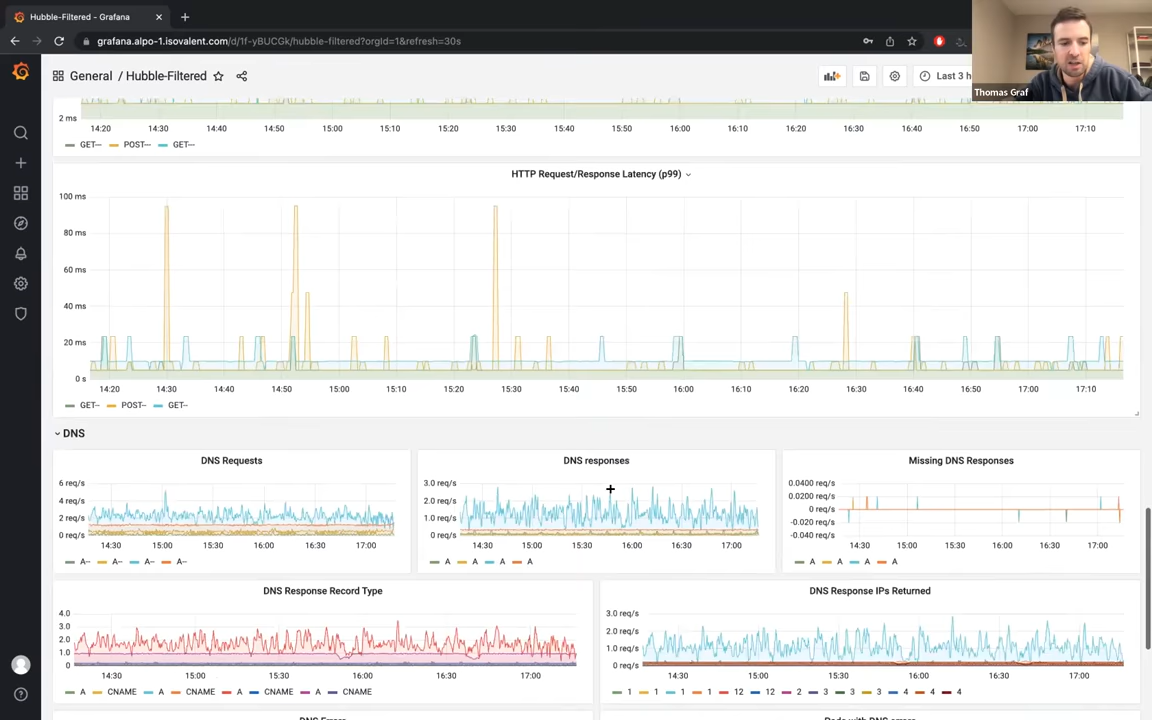 Hubble-Filtered - Grafana
grafana.alpo-1.isovalent.com/d/1f-yBUCGk/hubble-filtered?orgId=1&refresh=30s
General / Hubble-Filtered
Last 3 h
Thomas Graf
2 ms
14:20 14:30 14:40 14:50 15:00 15:10 15:20 15:30 15:40 15:50 16:00 16:10 16:20 16:30 16:40 16:50 17:00 17:10
GET-- POST-- GET--
HTTP Request/Response Latency (p99)
100 ms
80 ms
60 ms
40 ms
20 ms
0 s
14:20 14:30 14:40 14:50 15:00 15:10 15:20 15:30 15:40 15:50 16:00 16:10 16:20 16:30 16:40 16:50 17:00 17:10
GET-- POST-- GET--
DNS
DNS Requests
6 req/s
4 req/s
2 req/s
0 req/s
14:30 15:00 15:30 16:00 16:30 17:00
A-- A-- A-- A--
DNS responses
3.0 req/s
2.0 req/s
1.0 req/s
0 req/s
14:30 15:00 15:30 16:00 16:30 17:00
A A A A
Missing DNS Responses
0.0400 req/s
0.0200 req/s
0 req/s
-0.020 req/s
-0.040 req/s
14:30 15:00 15:30 16:00 16:30 17:00
A A A A
DNS Response Record Type
4.0
3.0
2.0
1.0
0
14:30 15:00 15:30 16:00 16:30 17:00
A CNAME A CNAME A CNAME A CNAME
DNS Response IPs Returned
3.0 req/s
2.0 req/s
1.0 req/s
0 req/s
14:30 15:00 15:30 16:00 16:30 17:00
1 1 1 1 12 12 2 3 3 3 4 4 4
DNS Errors
Pods with DNS errors